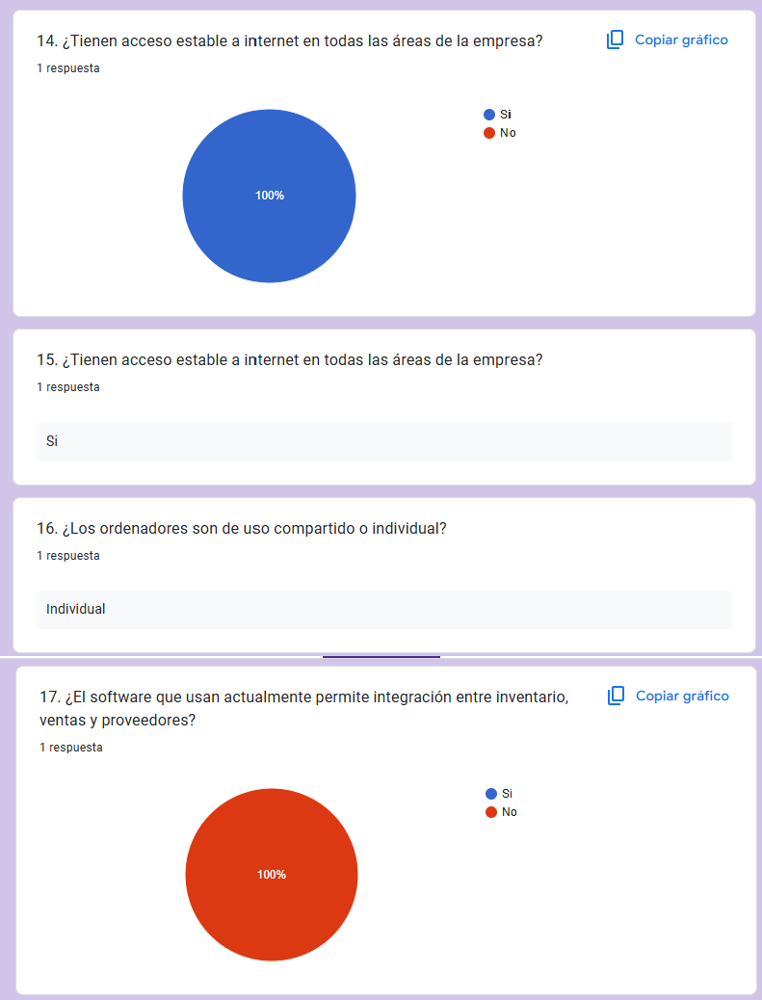 14. ¿Tienen acceso estable a internet en todas las áreas de la empresa?
Copiar gráfico
1 respuesta
Si
No
100%
15. ¿Tienen acceso estable a internet en todas las áreas de la empresa?
1 respuesta
Si
16. ¿Los ordenadores son de uso compartido o individual?
1 respuesta
Individual
17. ¿El software que usan actualmente permite integración entre inventario,
ventas y proveedores?
Copiar gráfico
1 respuesta
Si
No
100%